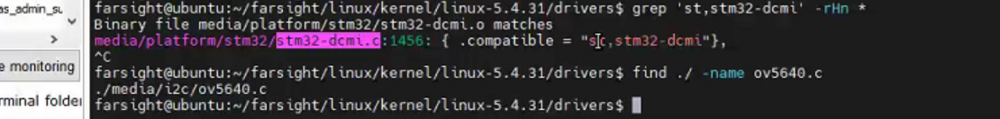 as_admin_su
farsight@ubuntu:~/farsight/linux/kernel/linux-5.4.31/drivers$ grep 'st,stm32-dcmi' -rHn *
Binary file media/platform/stm32/stm32-dcmi.o matches
media/platform/stm32/stm32-dcmi.c:1456: { .compatible = "st,stm32-dcmi"},
^C
e monitoring
farsight@ubuntu:~/farsight/linux/kernel/linux-5.4.31/drivers$ find ./ -name ov5640.c
./media/i2c/ov5640.c
rminal folder
farsight@ubuntu:~/farsight/linux/kernel/linux-5.4.31/drivers$